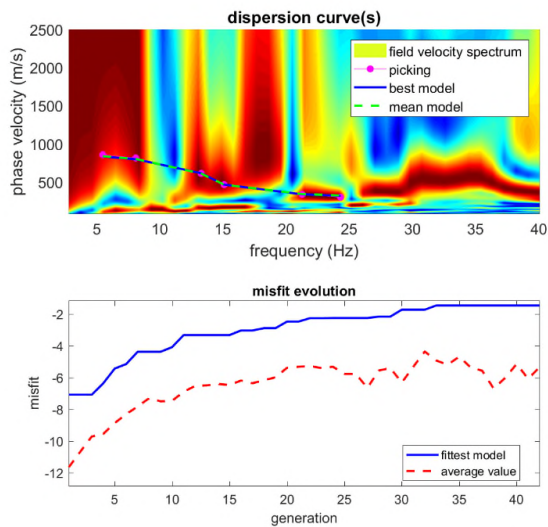 dispersion curve(s)
2500
2000
1500
1000
500
phase velocity (m/s)
field velocity spectrum
picking
best model
mean model
5 10 15 20 25 30 35 40
frequency (Hz)
misfit evolution
-2
-4
-6
-8
-10
-12
misfit
fittest model
average value
5 10 15 20 25 30 35 40
generation